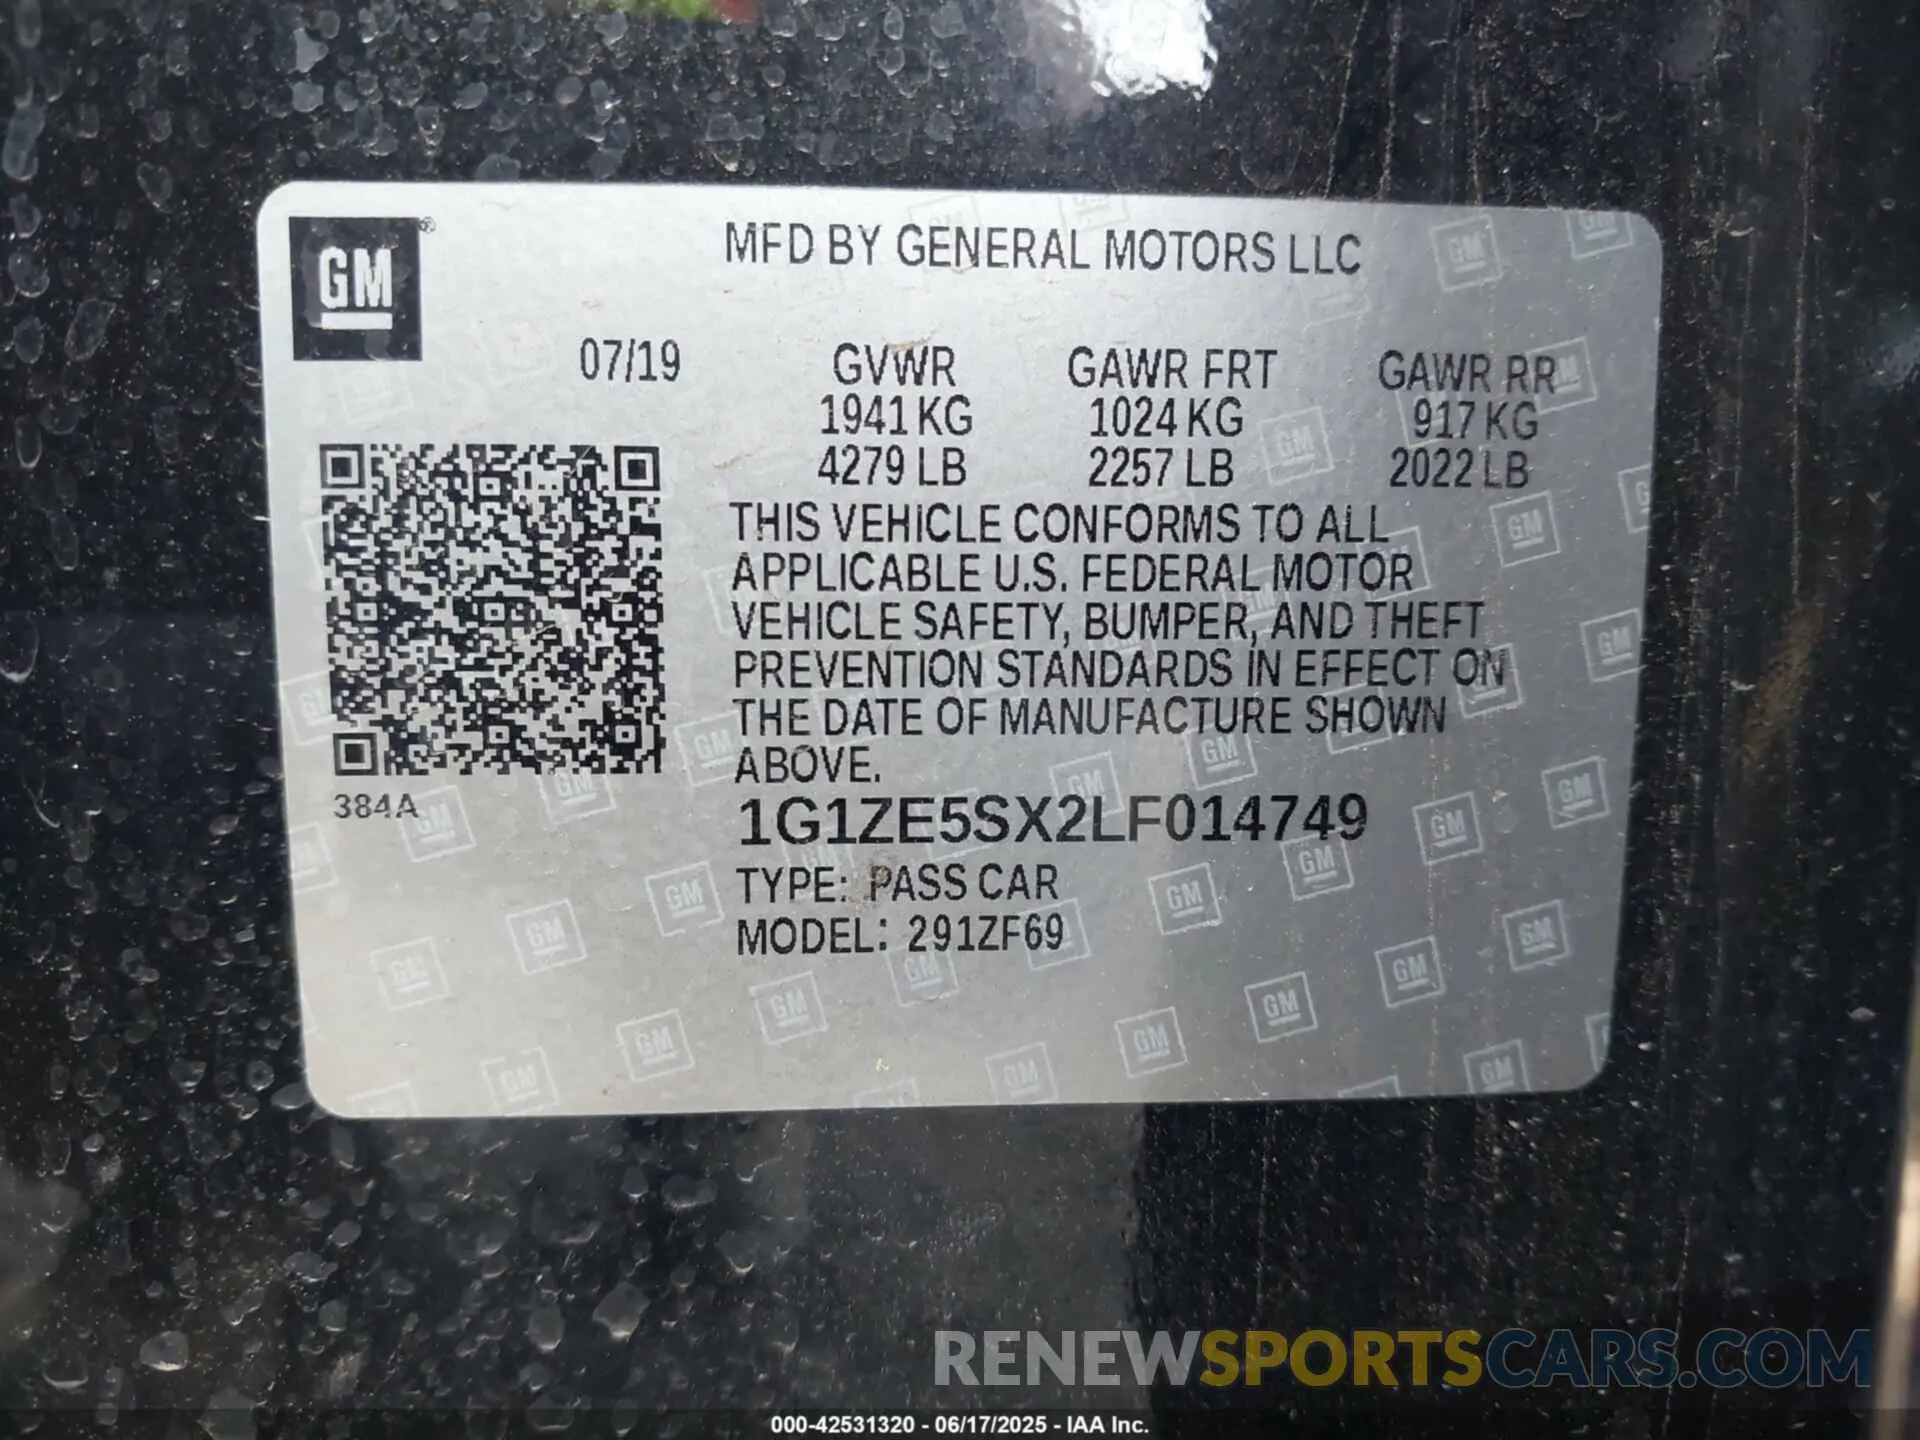 GM®
MFD BY GENERAL MOTORS LLC
07/19 GVWR GAWR FRT GAWR RR
1941 KG 1024 KG 917 KG
4279 LB 2257 LB 2022 LB
THIS VEHICLE CONFORMS TO ALL
APPLICABLE U.S. FEDERAL MOTOR
VEHICLE SAFETY, BUMPER, AND THEFT
PREVENTION STANDARDS IN EFFECT ON
THE DATE OF MANUFACTURE SHOWN
ABOVE.
384A
1G1ZE5SX2LF014749
TYPE: PASS CAR
MODEL: 291ZF69
RENEWSPORTSCARS.COM
000-42531320 - 06/17/2025 - IAA Inc.